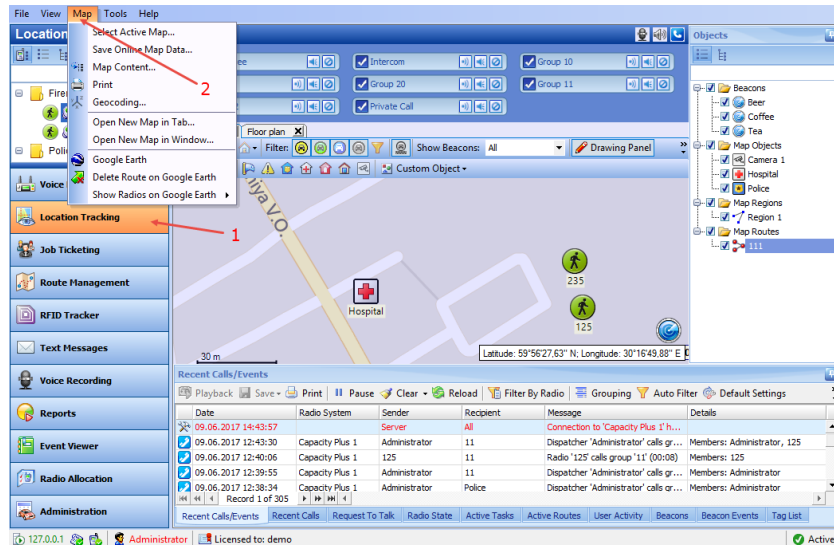 File View Map Tools Help
Location
Objects
Select Active Map...
Save Online Map Data...
Map Content...
Print
Geocoding...
Open New Map in Tab...
Open New Map in Window...
Google Earth
Delete Route on Google Earth
Show Radios on Google Earth
2
Intercom
Group 10
Group 20
Group 11
Private Call
Floor plan X
Filter:
Show Beacons: All
Drawing Panel
Custom Object
Beacons
Beer
Coffee
Tea
Map Objects
Camera 1
Hospital
Police
Map Regions
Region 1
Map Routes
111
Voice
Location Tracking
1
Job Ticketing
Route Management
RFID Tracker
Text Messages
Voice Recording
Reports
Event Viewer
Radio Allocation
Administration
V.O.
235
125
Hospital
30 m
Latitude: 59°56'27,63" N; Longitude: 30°16'49,88" E
Recent Calls/Events
Playback Save Print Pause Clear Reload Filter By Radio Grouping Auto Filter Default Settings
Date Radio System Sender Recipient Message Details
09.06.2017 14:43:57 Server All Connection to 'Capacity Plus 1' h...
09.06.2017 12:43:30 Capacity Plus 1 Administrator 11 Dispatcher 'Administrator' calls gr... Members: Administrator, 125
09.06.2017 12:40:06 Capacity Plus 1 125 11 Radio '125' calls group '11' (00:08) Members: 125
09.06.2017 12:39:55 Capacity Plus 1 Administrator 11 Dispatcher 'Administrator' calls gr... Members: Administrator
09.06.2017 12:38:34 Capacity Plus 1 Administrator Police Dispatcher 'Administrator' calls gr... Members: Administrator
Record 1 of 305
Recent Calls/Events Recent Calls Request To Talk Radio State Active Tasks Active Routes User Activity Beacons Beacon Events Tag List
127.0.0.1 Administrator Licensed to: demo Active